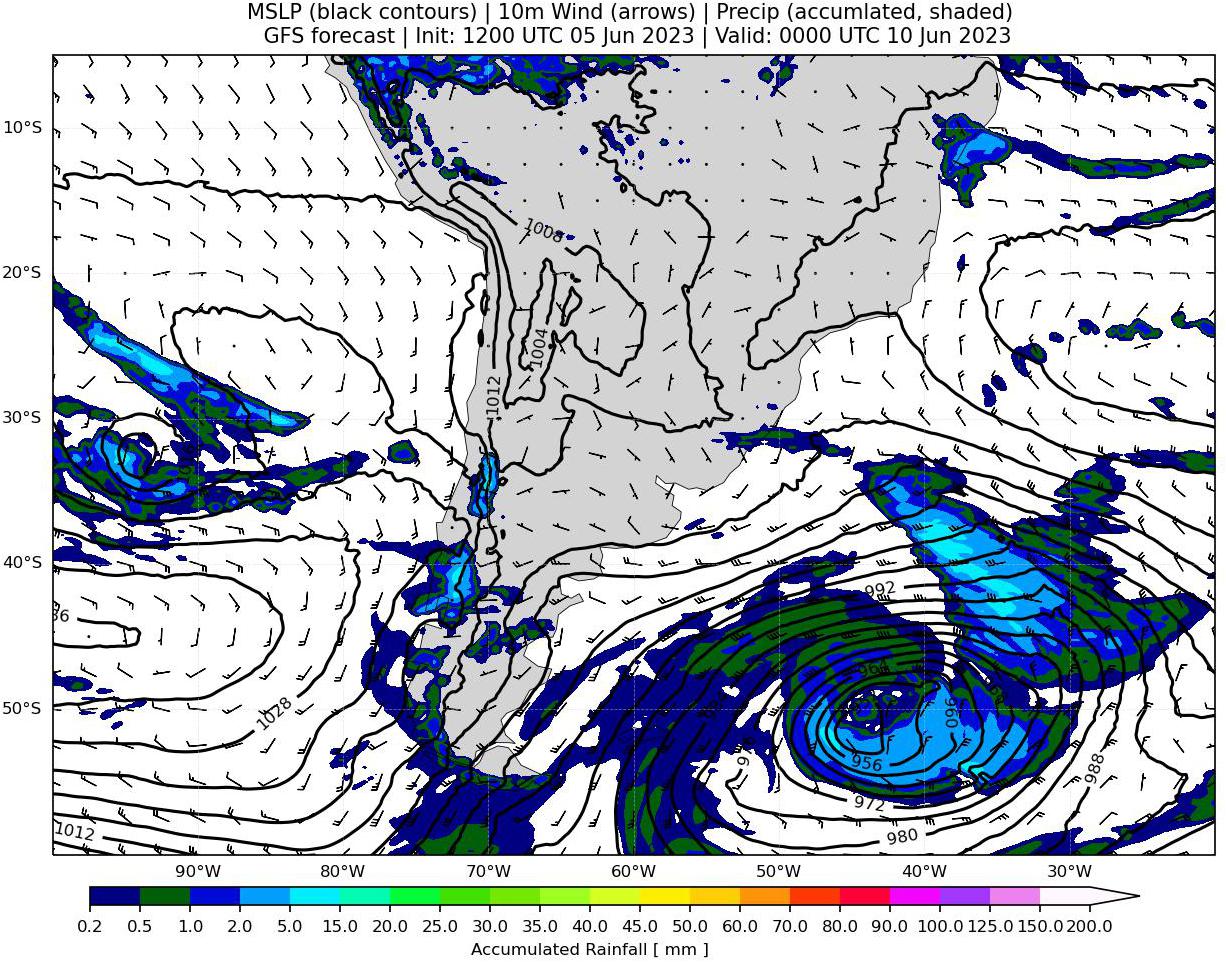 MSLP (black contours) | 10m Wind (arrows) | Precip (accumlated, shaded)
GFS forecast | Init: 1200 UTC 05 Jun 2023 | Valid: 0000 UTC 10 Jun 2023
10°S
1008
20°S
1004
1012
30°S
40°S
992
36
964
50°S
1028
960
956
988
972
1012
980
90°W 80°W 70°W 60°W 50°W 40°W 30°W
0.2 0.5 1.0 2.0 5.0 10.0 15.0 20.0 25.0 30.0 35.0 40.0 45.0 50.0 60.0 70.0 80.0 90.0 100.0 125.0 150.0 200.0
Accumulated Rainfall [ mm ]